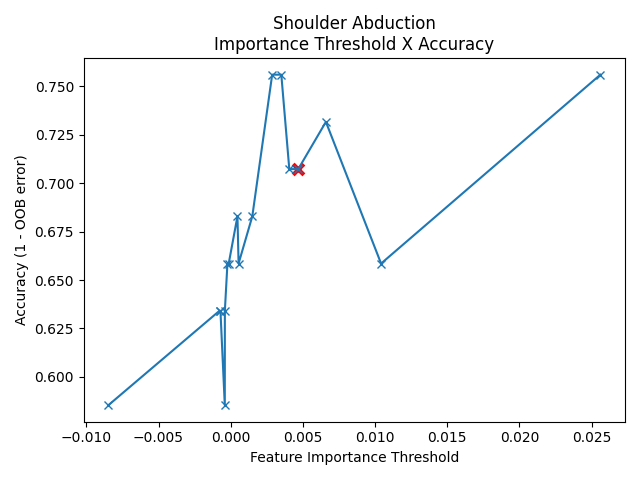 Shoulder Abduction
Importance Threshold X Accuracy
Accuracy (1 - OOB error)
0.750
0.725
0.700
0.675
0.650
0.625
0.600
−0.010 −0.005 0.000 0.005 0.010 0.015 0.020 0.025
Feature Importance Threshold